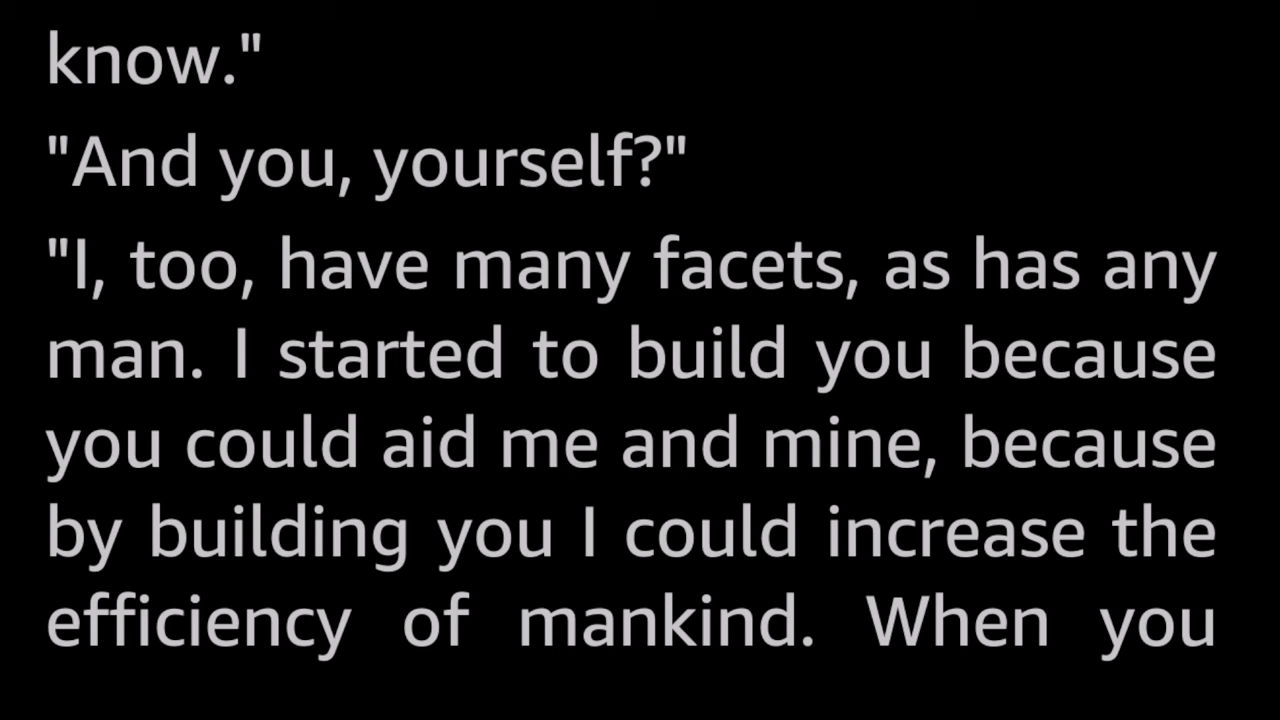 know."
"And you, yourself?"
"I, too, have many facets, as has any
man. I started to build you because
you could aid me and mine, because
by building you I could increase the
efficiency of mankind. When you